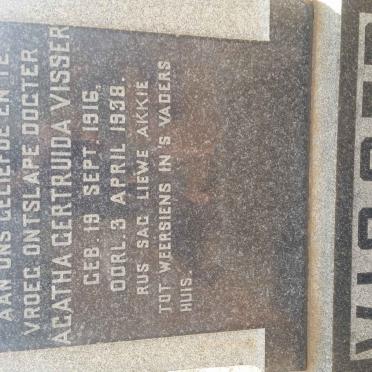 AAN ONS GELIEFDE EN TE
VROEG ONTSLAPE DOGTER
AGATHA GERTRUIDA VISSER
GEB 19 SEPT. 1916.
OORL. 3 APRIL 1938.
RUS SAG LIEWE AKKIE
TOT WEERSIENS IN 'S VADERS
HUIS.